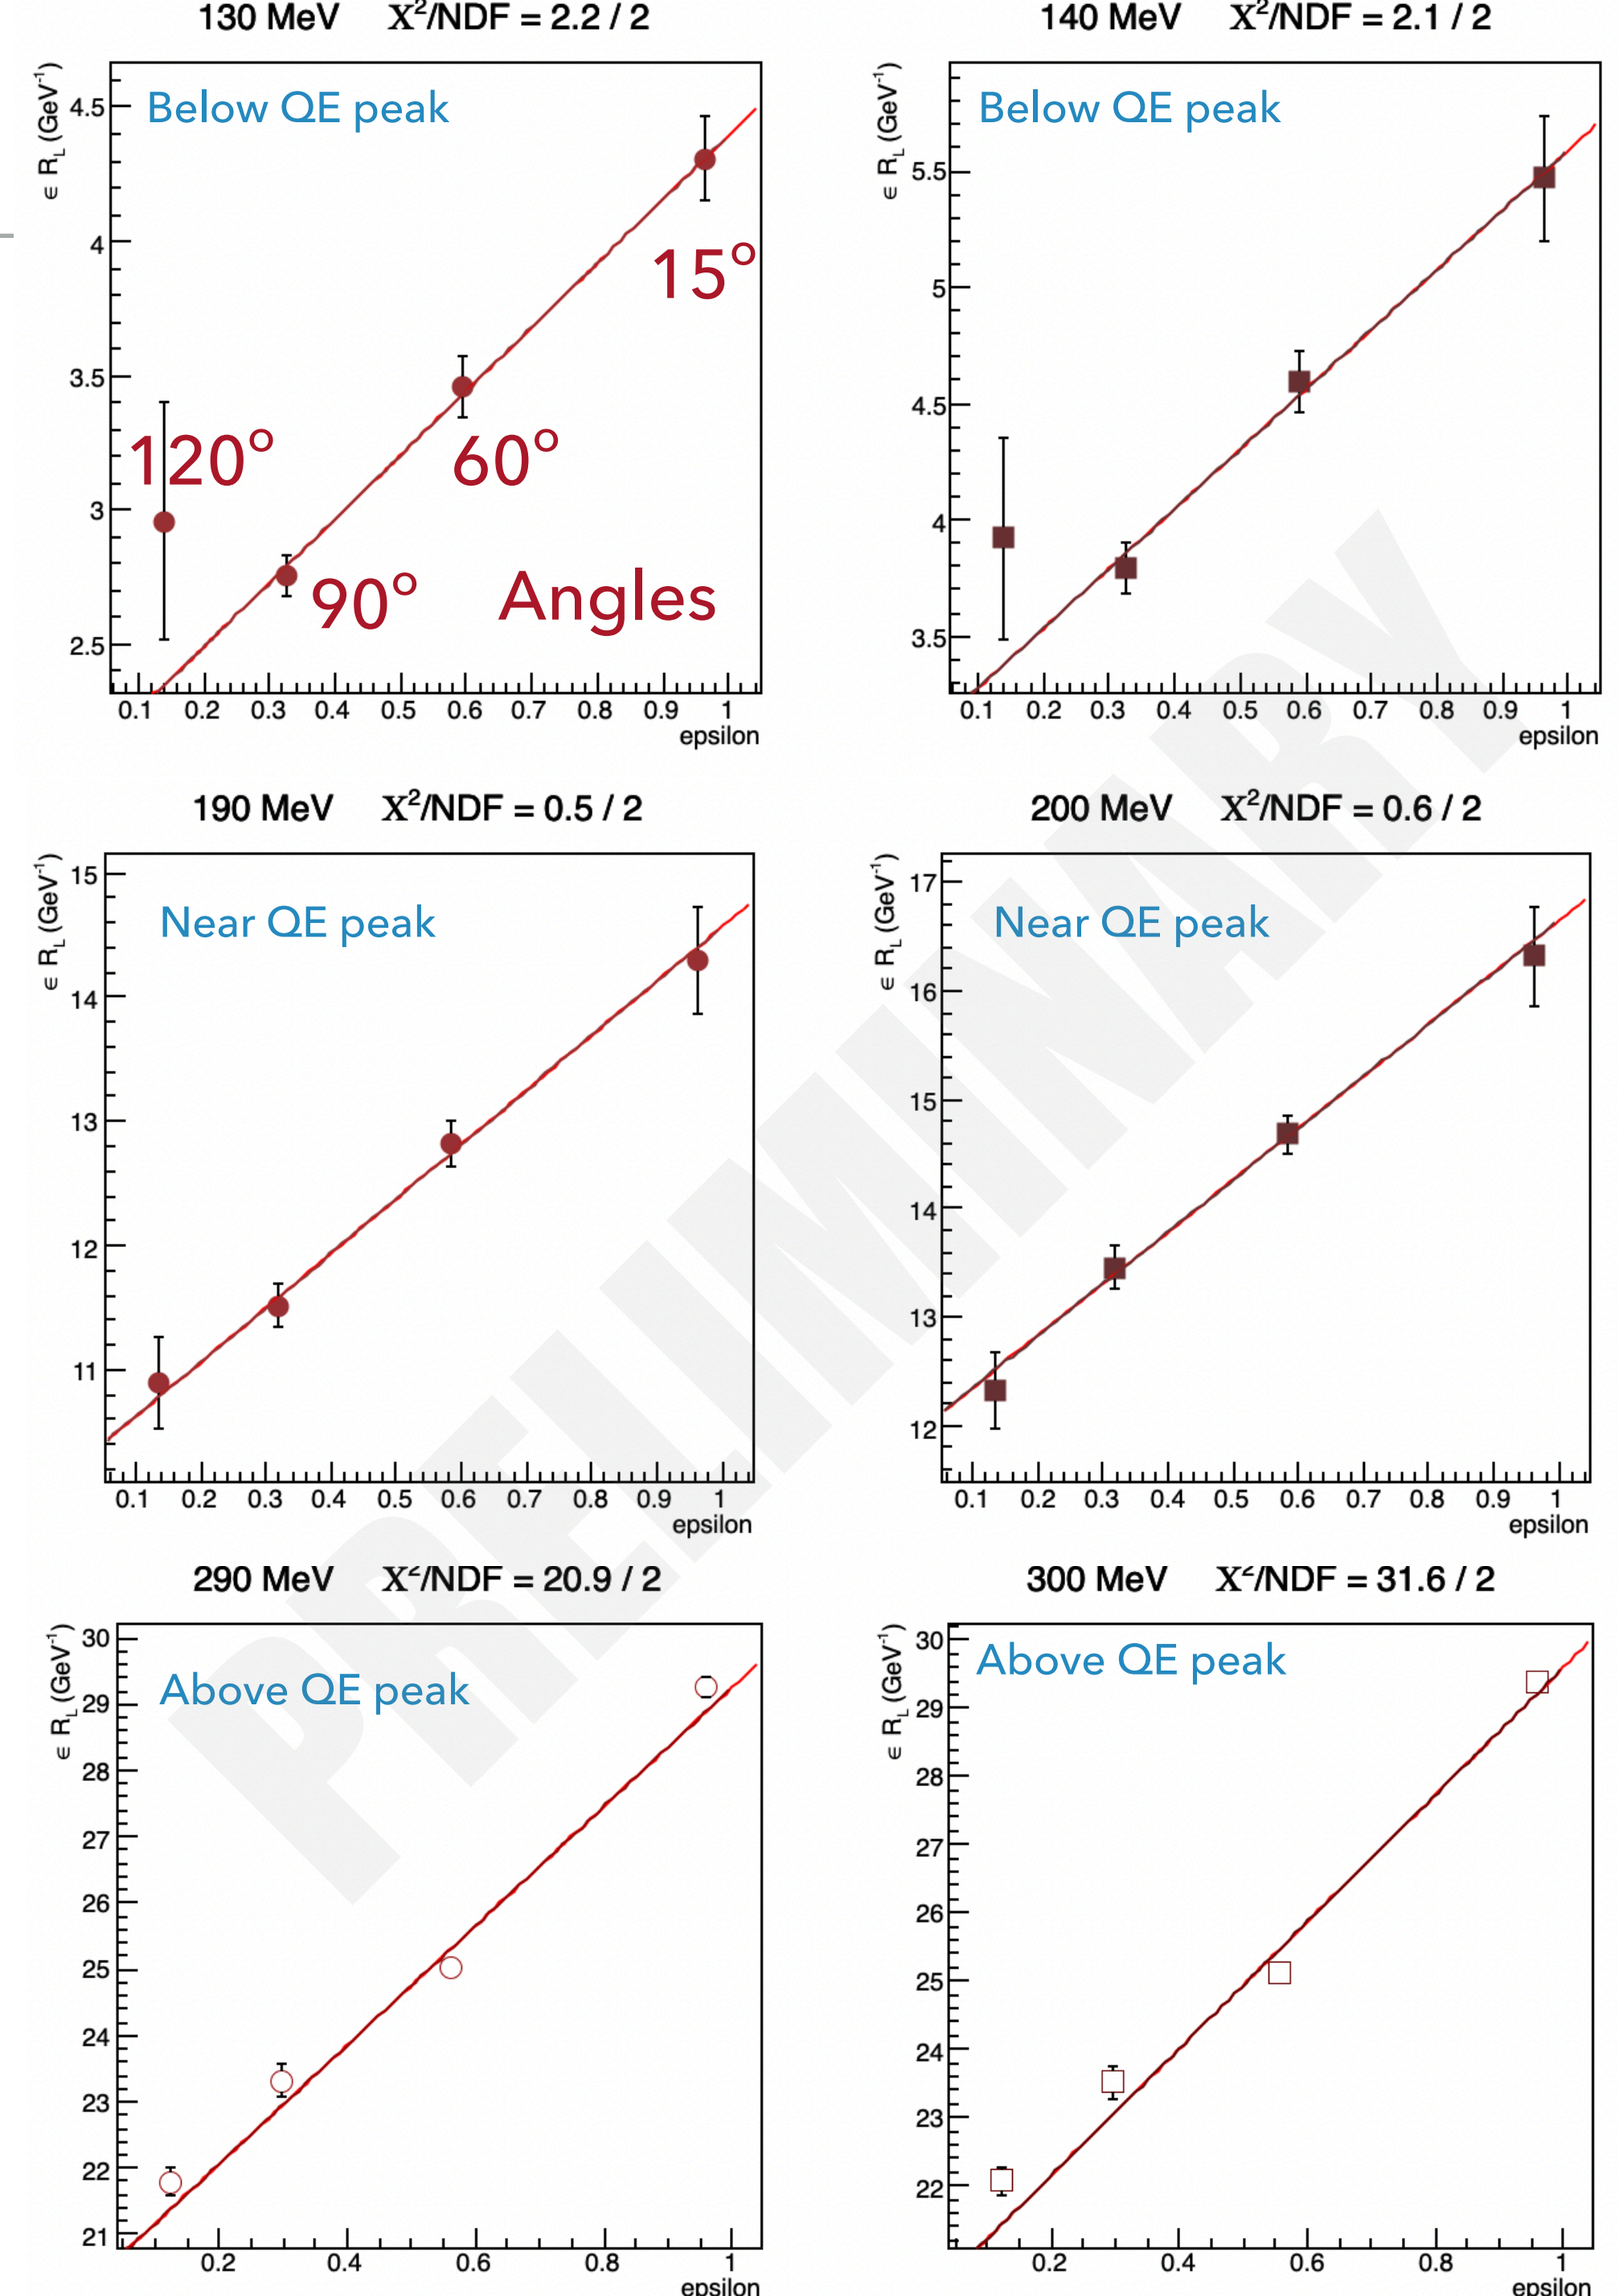 130 MeV X²/NDF = 2.2 / 2
ϵ R_L (GeV⁻¹)
Below QE peak
4.5
4
3.5
3
2.5
15°
120°
60°
90°
Angles
0.1 0.2 0.3 0.4 0.5 0.6 0.7 0.8 0.9 1
epsilon
140 MeV X²/NDF = 2.1 / 2
ϵ R_L (GeV⁻¹)
Below QE peak
5.5
5
4.5
4
3.5
0.1 0.2 0.3 0.4 0.5 0.6 0.7 0.8 0.9 1
epsilon
190 MeV X²/NDF = 0.5 / 2
ϵ R_L (GeV⁻¹)
Near QE peak
15
14
13
12
11
0.1 0.2 0.3 0.4 0.5 0.6 0.7 0.8 0.9 1
epsilon
200 MeV X²/NDF = 0.6 / 2
ϵ R_L (GeV⁻¹)
Near QE peak
17
16
15
14
13
12
0.1 0.2 0.3 0.4 0.5 0.6 0.7 0.8 0.9 1
epsilon
290 MeV X²/NDF = 20.9 / 2
ϵ R_L (GeV⁻¹)
Above QE peak
30
29
28
27
26
25
24
23
22
21
0.2 0.4 0.6 0.8 1
epsilon
300 MeV X²/NDF = 31.6 / 2
ϵ R_L (GeV⁻¹)
Above QE peak
30
29
28
27
26
25
24
23
22
0.2 0.4 0.6 0.8 1
epsilon
PRELIMINARY